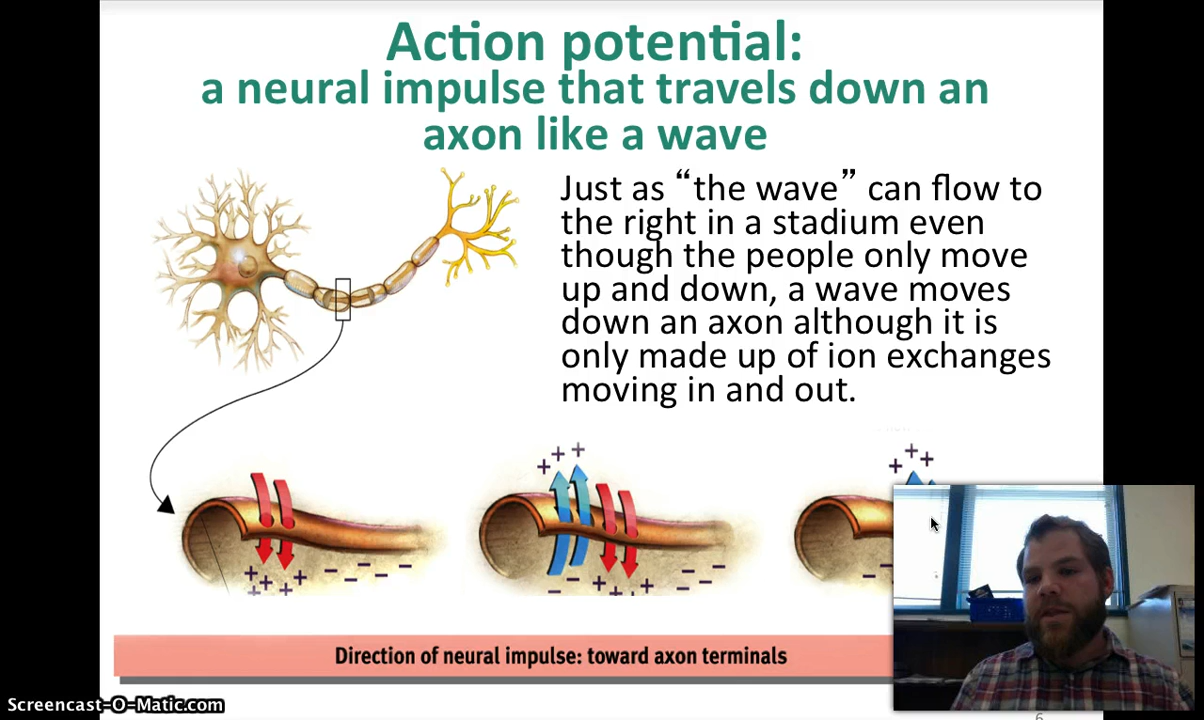 Action potential:
a neural impulse that travels down an
axon like a wave
Just as “the wave” can flow to
the right in a stadium even
though the people only move
up and down, a wave moves
down an axon although it is
only made up of ion exchanges
moving in and out.
+ + +
+ + +
+ + + + +
- - - - -
- + + + -
- - - -
-
Direction of neural impulse: toward axon terminals
Screencast-O-Matic.com